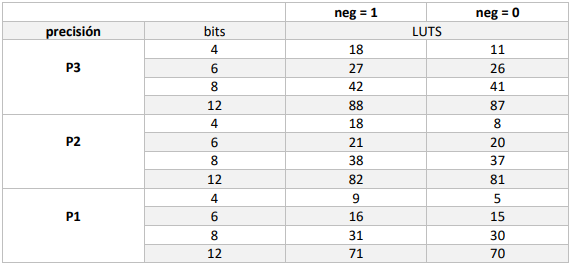 neg = 1 neg = 0
precisión bits LUTS
P3 4 18 11
6 27 26
8 42 41
12 88 87
P2 4 18 8
6 21 20
8 38 37
12 82 81
P1 4 9 5
6 16 15
8 31 30
12 71 70